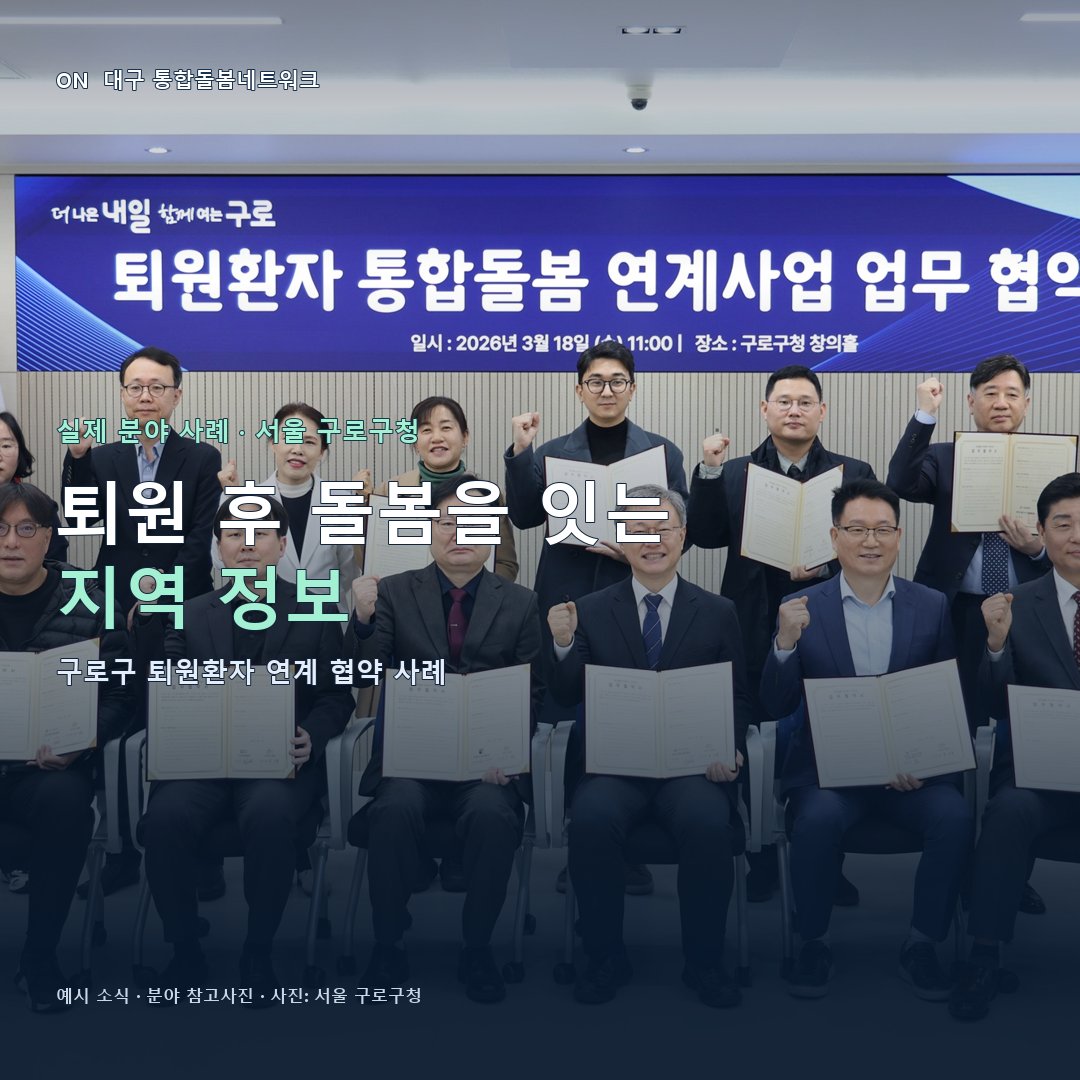 ON 대구 통합돌봄네트워크
더 나은 내일 함께 여는 구로
퇴원환자 통합돌봄 연계사업 업무 협약
일시 : 2026년 3월 18일 (수) 11:00 | 장소 : 구로구청 창의홀
실제 분야 사례 · 서울 구로구청
퇴원 후 돌봄을 잇는
지역 정보
구로구 퇴원환자 연계 협약 사례
예시 소식 · 분야 참고사진 · 사진: 서울 구로구청